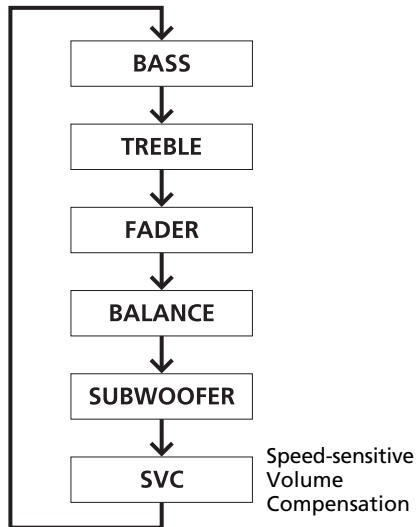 BASS
TREBLE
FADER
BALANCE
SUBWOOFER
SVC
Speed-sensitive
Volume
Compensation